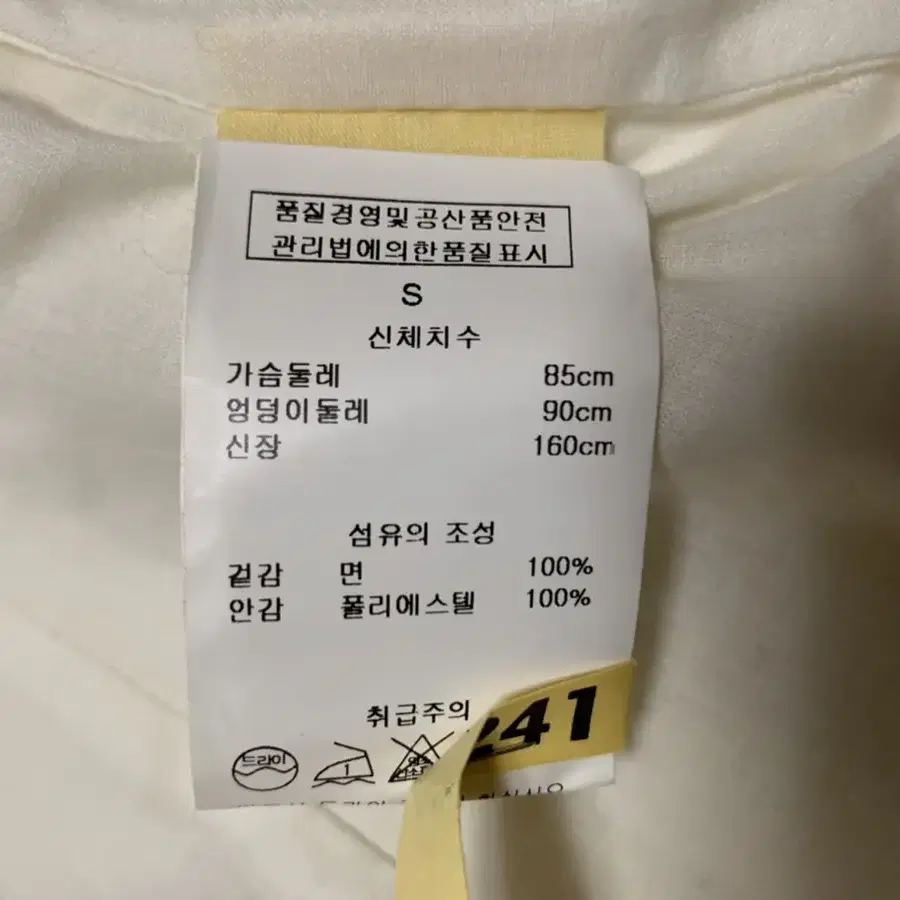 품질경영및공산품안전
관리법에의한품질표시
S
신체치수
가슴둘레 85cm
엉덩이둘레 90cm
신장 160cm
섬유의 조성
겉감 면 100%
안감 폴리에스텔 100%
취급주의
241
드라이 1